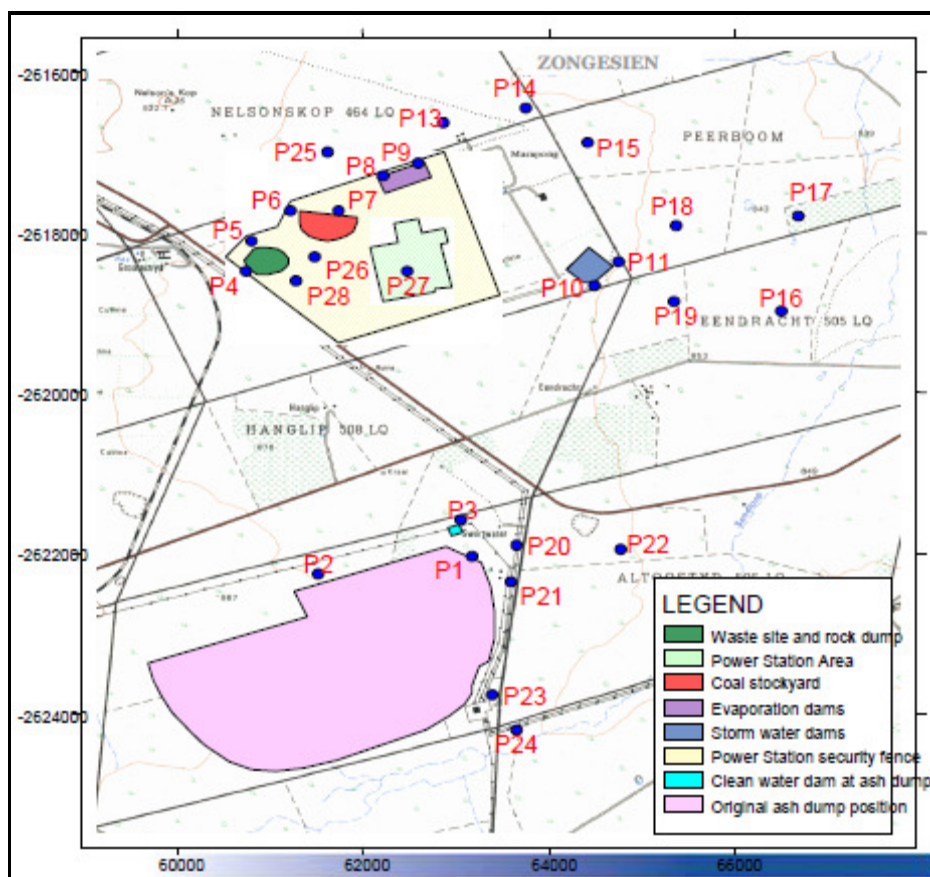 -2616000
ZONGESIEN
Nelson's Kop
NELSONSKOP 464 LQ
P14
P13
P15
PEERBOOM
P25
P9
P8
P6
P7
P17
P18
-2618000
P5
P11
P26
P27
P4
P28
P10
P19
P16
EENDRACHT 505 LQ
-2620000
Eendracht
Hanglip
HANGLIP 508 LQ
P3
P20
-2622000
P2
P1
P22
P21
LEGEND
Waste site and rock dump
Power Station Area
Coal stockyard
Evaporation dams
Storm water dams
Power Station security fence
Clean water dam at ash dump
Original ash dump position
P23
-2624000
P24
60000
62000
64000
66000